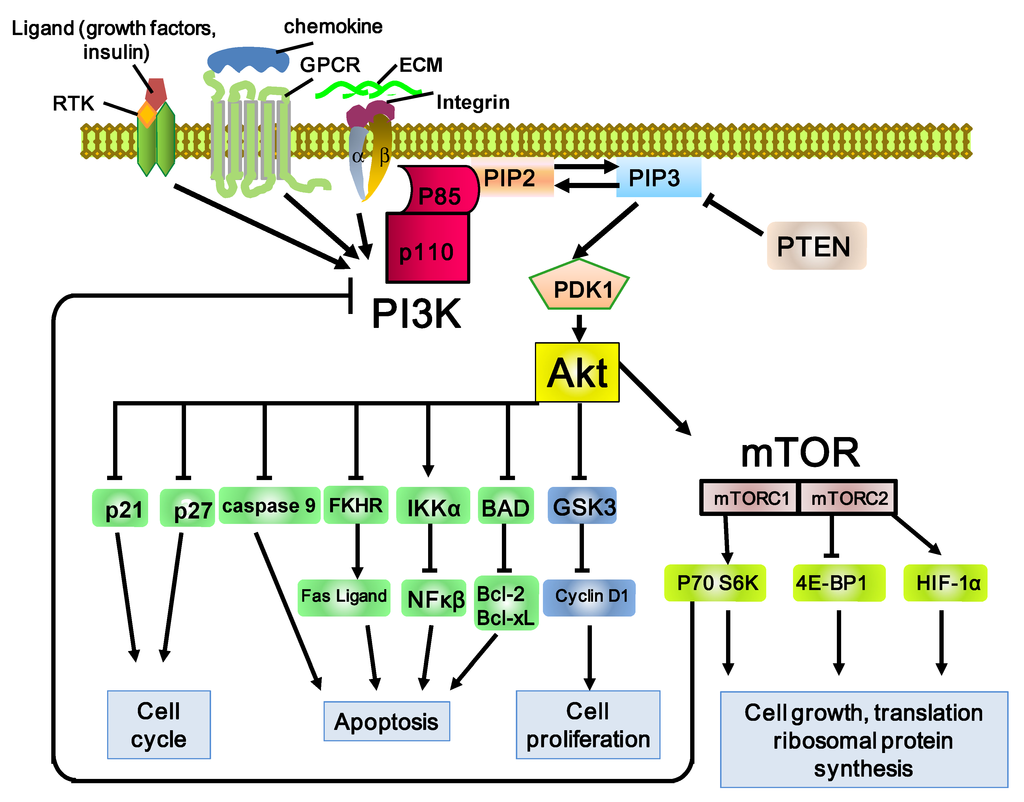 Ligand (growth factors,
insulin)
chemokine
GPCR
ECM
RTK
Integrin
α
β
P85
PIP2
PIP3
p110
PTEN
PI3K
PDK1
Akt
mTOR
mTORC1
mTORC2
p21
p27
caspase 9
FKHR
IKKα
BAD
GSK3
P70 S6K
4E-BP1
HIF-1α
Fas Ligand
NFκβ
Bcl-2
Bcl-xL
Cyclin D1
Cell
cycle
Apoptosis
Cell
proliferation
Cell growth, translation
ribosomal protein
synthesis